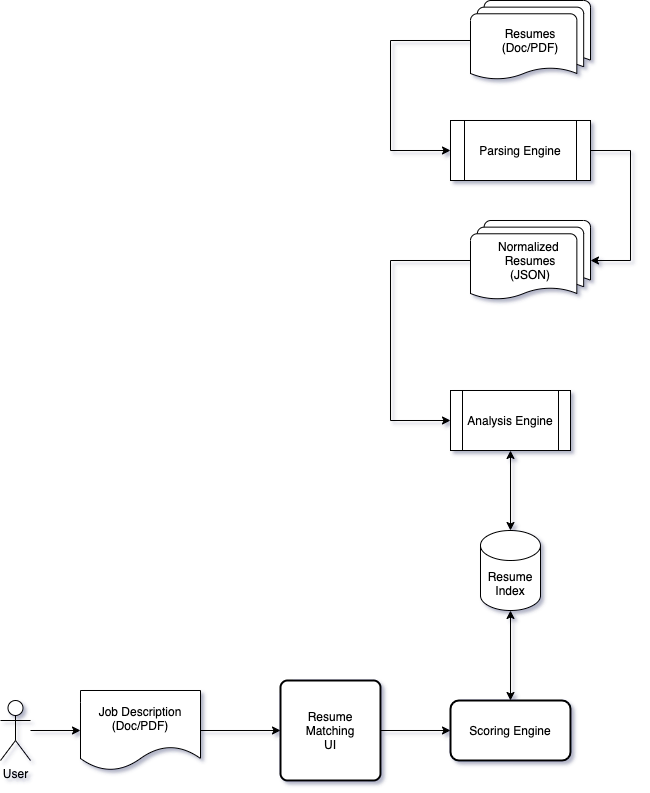 Resumes
(Doc/PDF)
Parsing Engine
Normalized
Resumes
(JSON)
Analysis Engine
Resume
Index
Job Description
(Doc/PDF)
Resume
Matching
UI
Scoring Engine
User